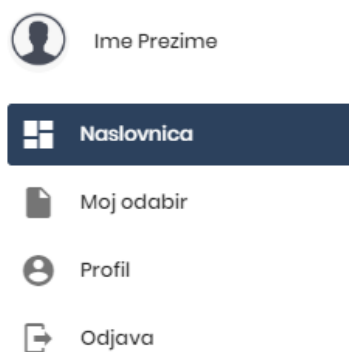 Ime Prezime
Naslovnica
Moj odabir
Profil
Odjava